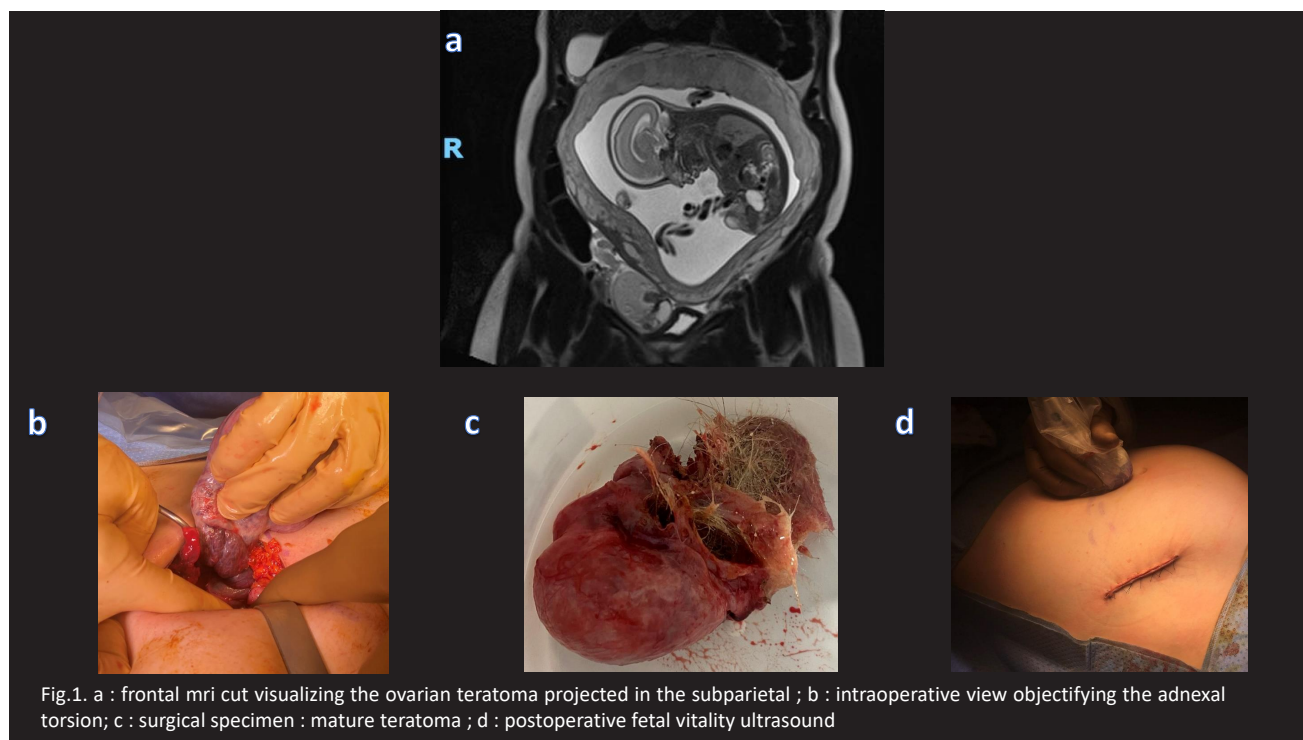 a
R
b
c
d
Fig.1. a : frontal mri cut visualizing the ovarian teratoma projected in the subparietal ; b : intraoperative view objectifying the adnexal
torsion; c : surgical specimen : mature teratoma ; d : postoperative fetal vitality ultrasound